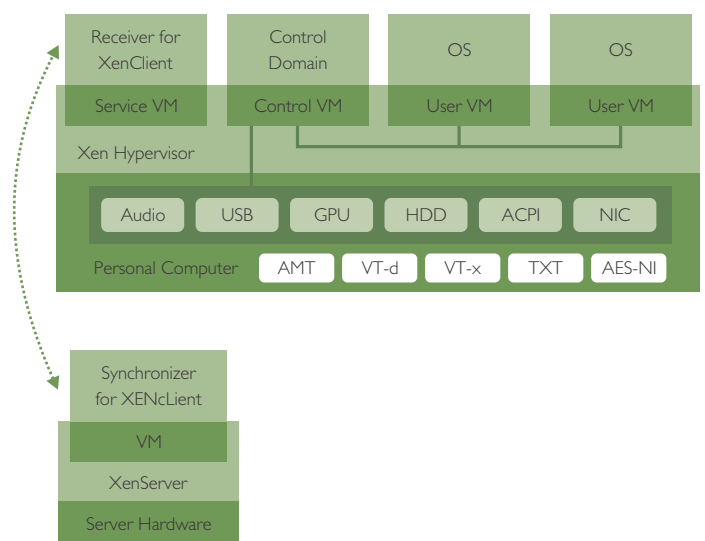 Receiver for
XenClient
Control
Domain
OS
OS
Service VM
Control VM
User VM
User VM
Xen Hypervisor
Audio
USB
GPU
HDD
ACPI
NIC
Personal Computer
AMT
VT-d
VT-x
TXT
AES-NI
Synchronizer
for XENcLient
VM
XenServer
Server Hardware